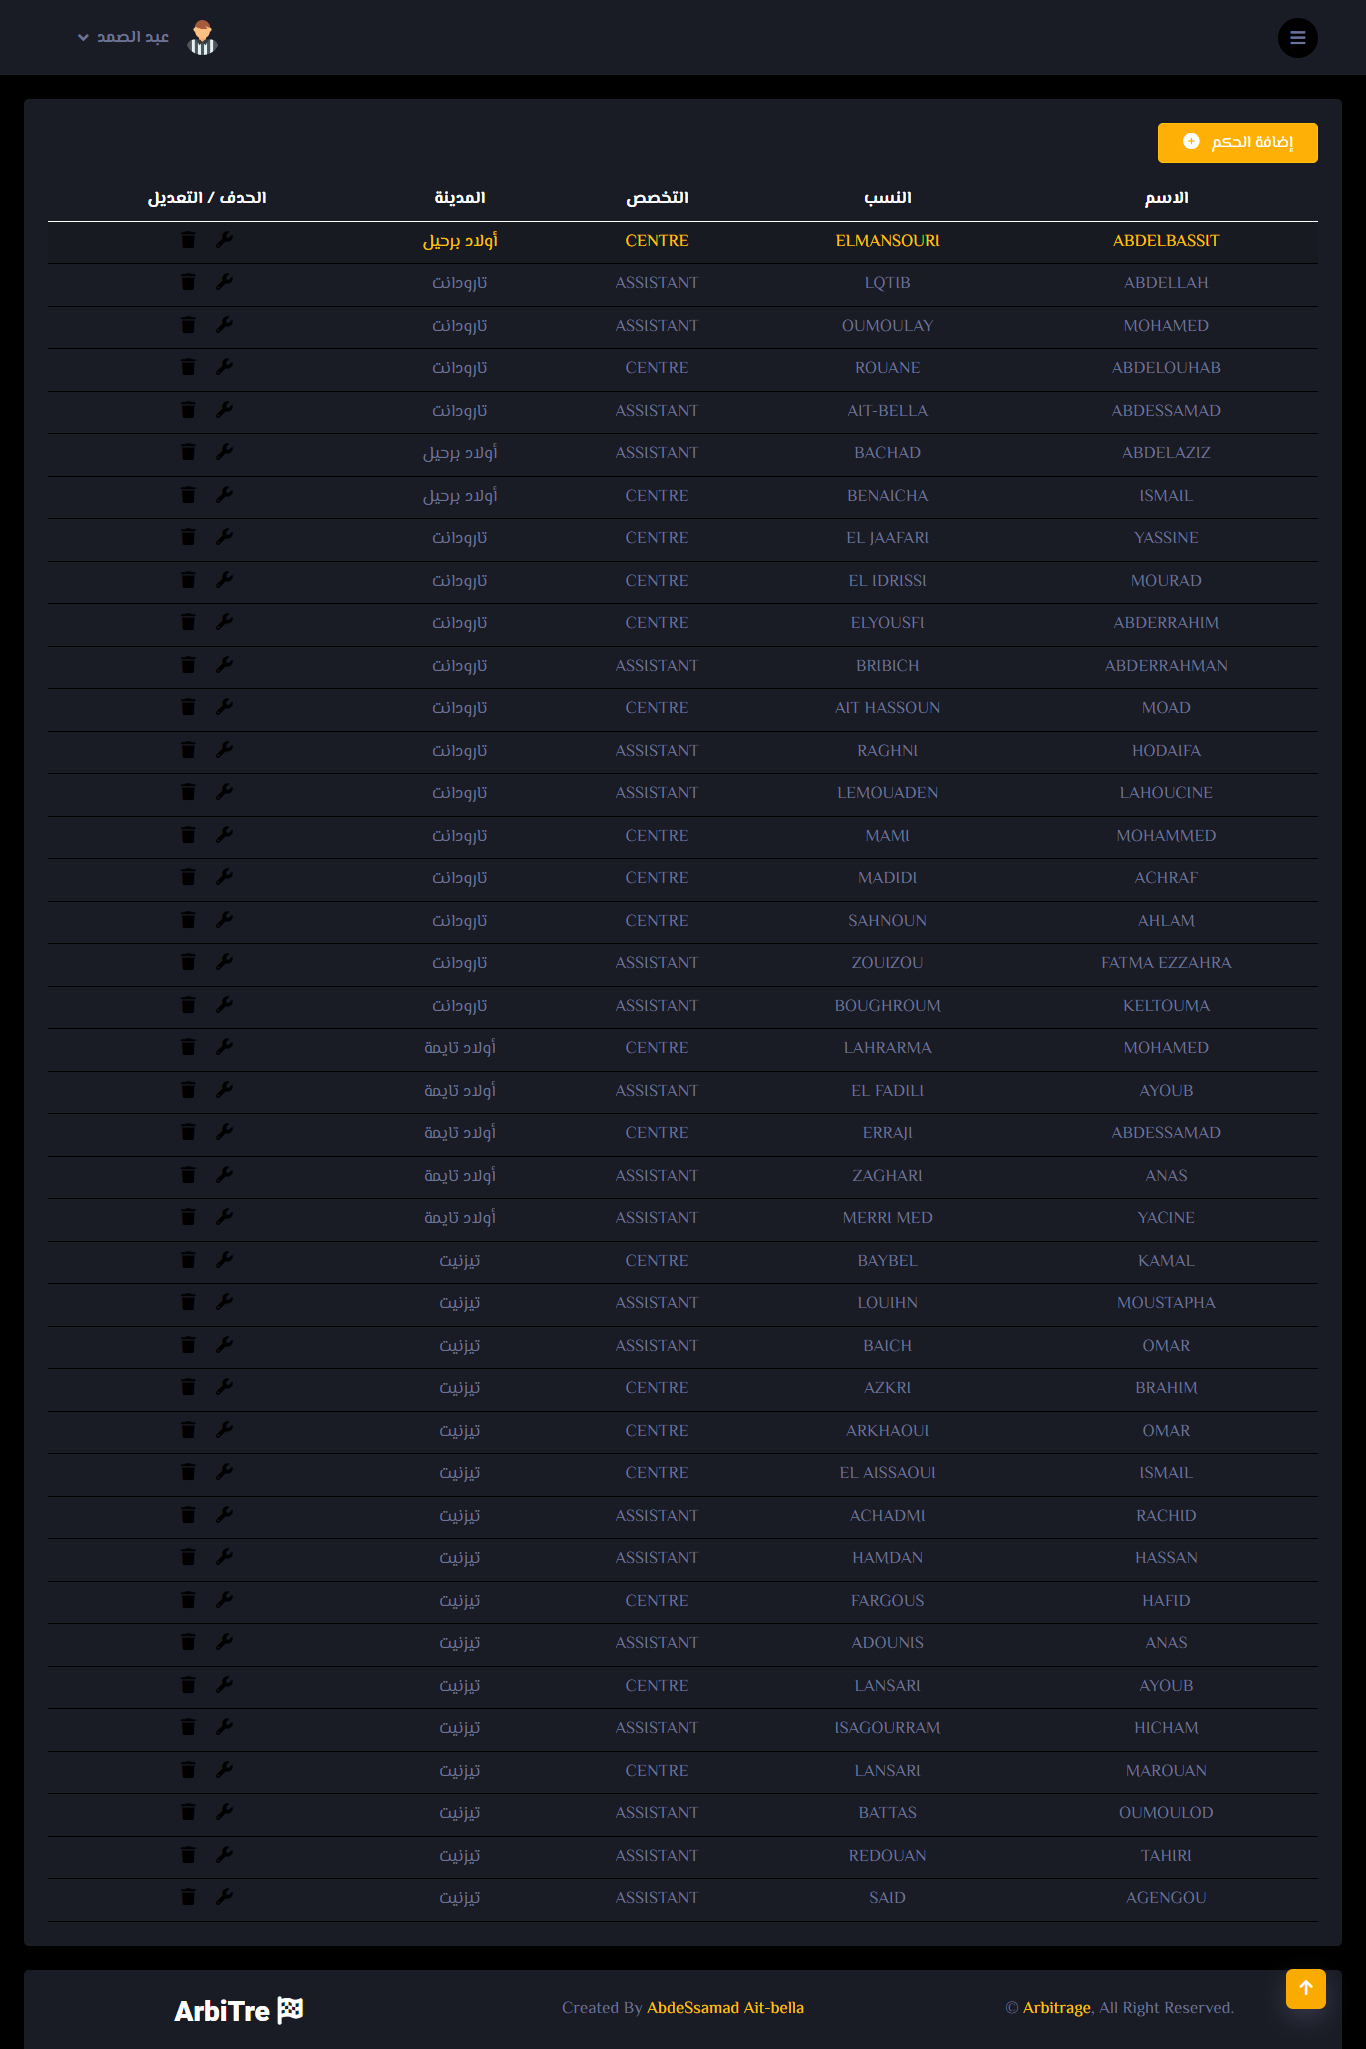 عبد الصمد
إضافة الحكم
الاسم النسب التخصص المدينة الحدف / التعديل
ABDELBASSIT ELMANSOURI CENTRE أولاد برحيل
ABDELLAH LQTIB ASSISTANT تارودانت
MOHAMED OUMOULAY ASSISTANT تارودانت
ABDELOUHAB ROUANE CENTRE تارودانت
ABDESSAMAD AIT-BELLA ASSISTANT تارودانت
ABDELAZIZ BACHAD ASSISTANT أولاد برحيل
ISMAIL BENAICHA CENTRE أولاد برحيل
YASSINE EL JAAFARI CENTRE تارودانت
MOURAD EL IDRISSI CENTRE تارودانت
ABDERRAHIM ELYOUSFI CENTRE تارودانت
ABDERRAHMAN BRIBICH ASSISTANT تارودانت
MOAD AIT HASSOUN CENTRE تارودانت
HODAIFA RAGHNI ASSISTANT تارودانت
LAHOUCINE LEMOUADEN ASSISTANT تارودانت
MOHAMMED MAMI CENTRE تارودانت
ACHRAF MADIDI CENTRE تارودانت
AHLAM SAHNOUN CENTRE تارودانت
FATMA EZZAHRA ZOUIZOU ASSISTANT تارودانت
KELTOUMA BOUGHROUM ASSISTANT تارودانت
MOHAMED LAHRARMA CENTRE أولاد تايمة
AYOUB EL FADILI ASSISTANT أولاد تايمة
ABDESSAMAD ERRAJI CENTRE أولاد تايمة
ANAS ZAGHARI ASSISTANT أولاد تايمة
YACINE MERRI MED ASSISTANT أولاد تايمة
KAMAL BAYBEL CENTRE تيزنيت
MOUSTAPHA LOUIHN ASSISTANT تيزنيت
OMAR BAICH ASSISTANT تيزنيت
BRAHIM AZKRI CENTRE تيزنيت
OMAR ARKHAOUI CENTRE تيزنيت
ISMAIL EL AISSAOUI CENTRE تيزنيت
RACHID ACHADMI ASSISTANT تيزنيت
HASSAN HAMDAN ASSISTANT تيزنيت
HAFID FARGOUS CENTRE تيزنيت
ANAS ADOUNIS ASSISTANT تيزنيت
AYOUB LANSARI CENTRE تيزنيت
HICHAM ISAGOURRAM ASSISTANT تيزنيت
MAROUAN LANSARI CENTRE تيزنيت
OUMOULOD BATTAS ASSISTANT تيزنيت
TAHIRI REDOUAN ASSISTANT تيزنيت
AGENGOU SAID ASSISTANT تيزنيت
© Arbitrage, All Right Reserved.
Created By AbdeSsamad Ait-bella
ArbiTre